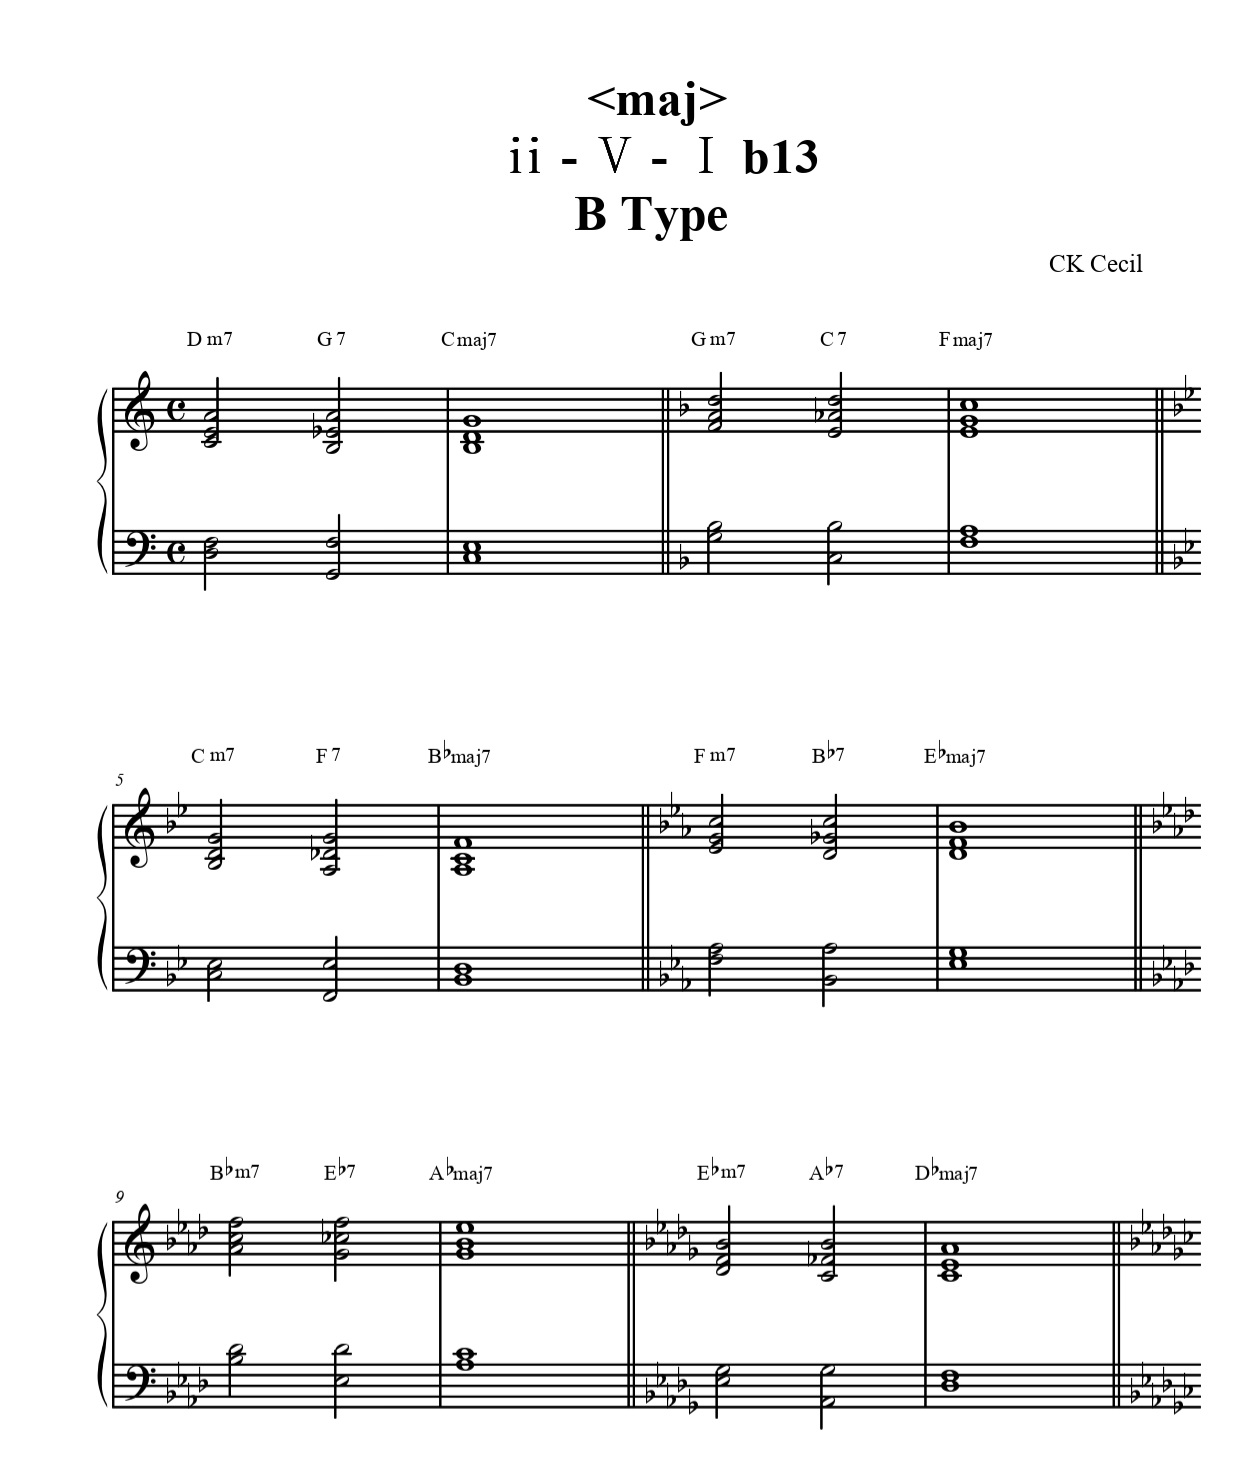 <maj>
ii - V - I b13
B Type
CK Cecil
D m7 G 7 C maj7 G m7 C 7 F maj7
C m7 F 7 B♭maj7 F m7 B♭7 E♭maj7
5
B♭m7 E♭7 A♭maj7 E♭m7 A♭7 D♭maj7
9